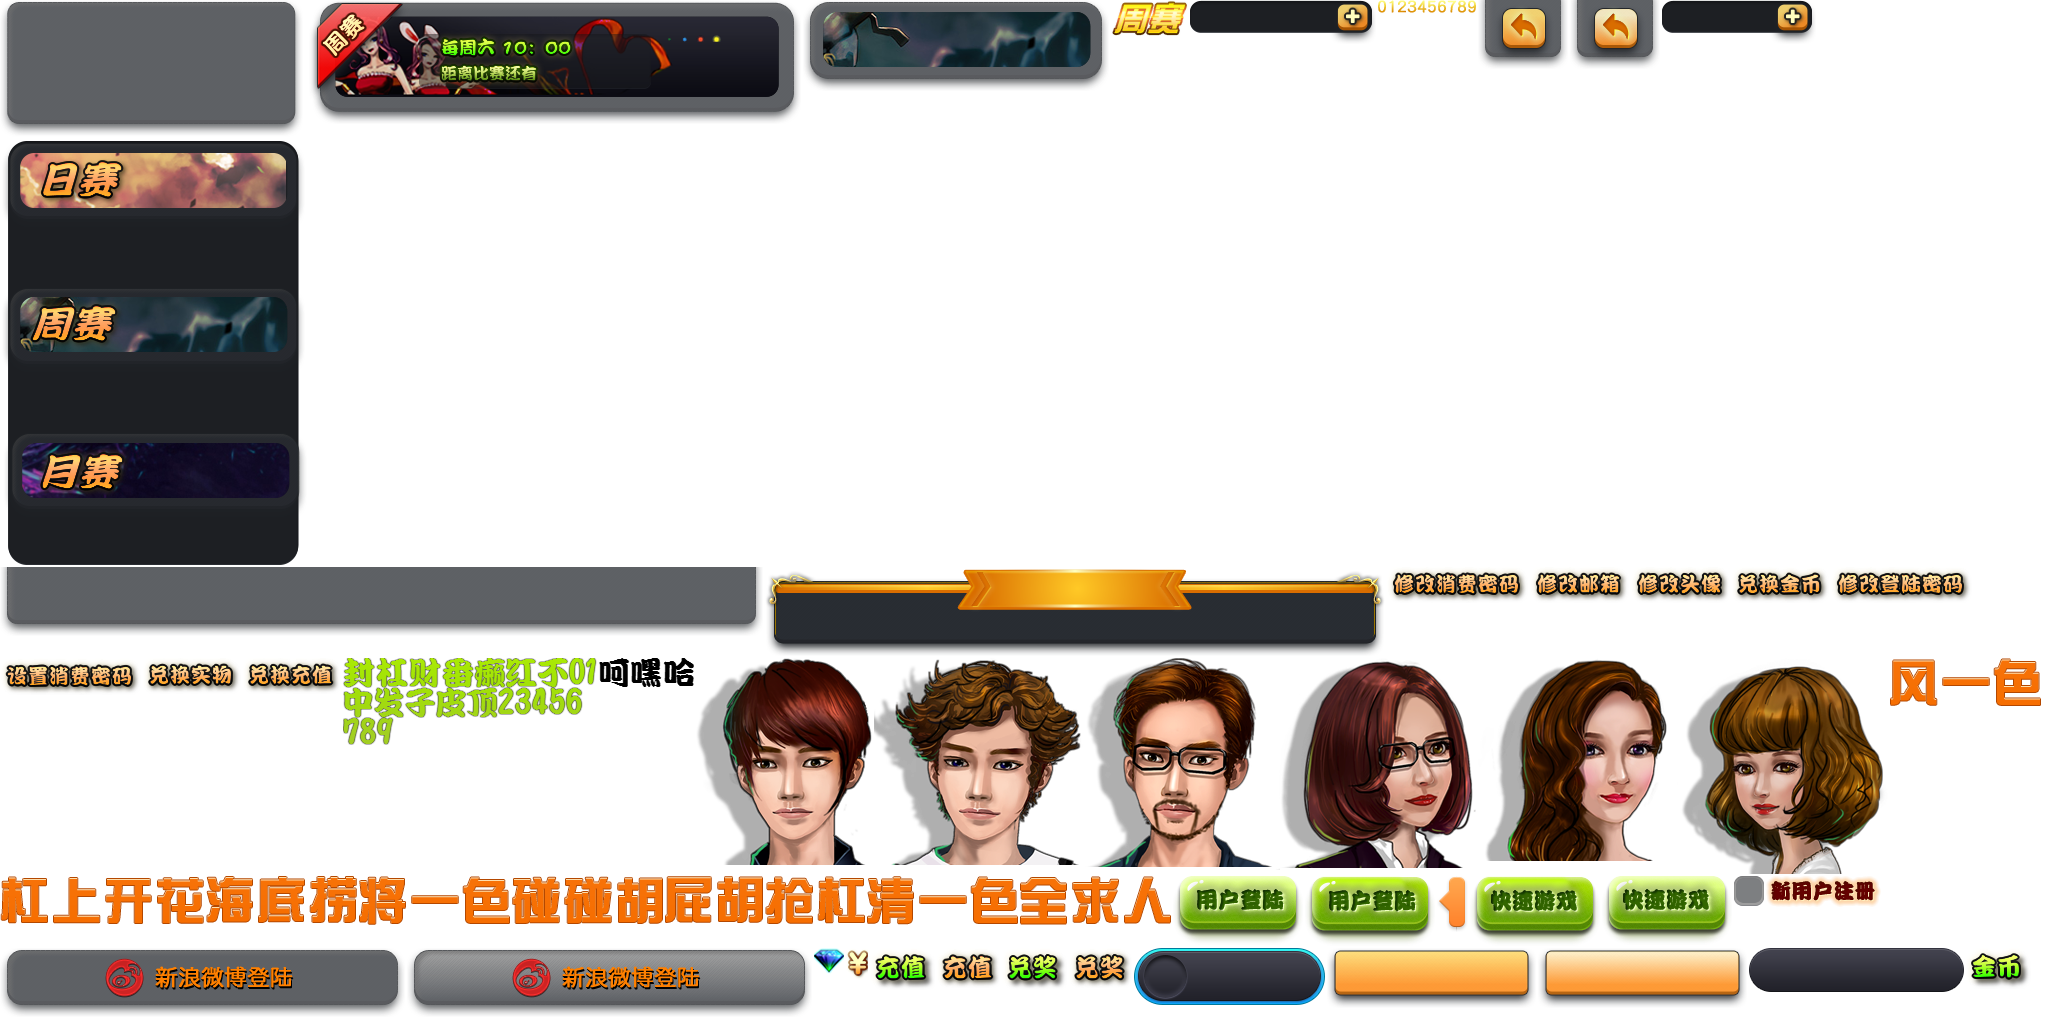 周赛
每周六 10：00
距离比赛还有
周赛
0123456789
日赛
周赛
月赛
修改消费密码
修改邮箱
修改头像
兑换金币
修改登陆密码
设置消费密码
兑换实物
兑换充值
封杠财番癞红不01呵嘿哈
中发子皮顶23456
789
风一色
杠上开花海底捞将一色碰碰胡屁胡抢杠清一色全求人
用户登陆
用户登陆
快速游戏
快速游戏
新用户注册
新浪微博登陆
新浪微博登陆
¥
充值
充值
兑奖
兑奖
金币